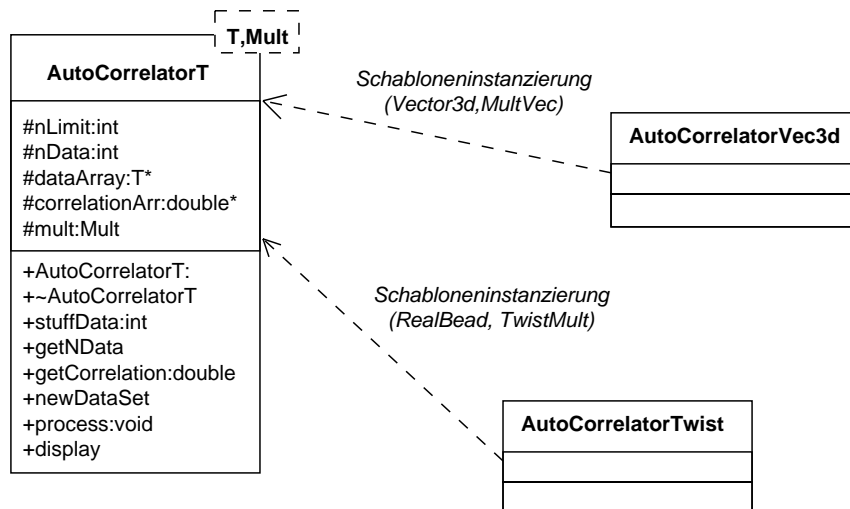 T,Mult
AutoCorrelatorT
#nLimit:int
#nData:int
#dataArray:T*
#correlationArr:double*
#mult:Mult
+AutoCorrelatorT:
+~AutoCorrelatorT
+stuffData:int
+getNData
+getCorrelation:double
+newDataSet
+process:void
+display
Schabloneninstanzierung
(Vector3d,MultVec)
AutoCorrelatorVec3d
Schabloneninstanzierung
(RealBead, TwistMult)
AutoCorrelatorTwist